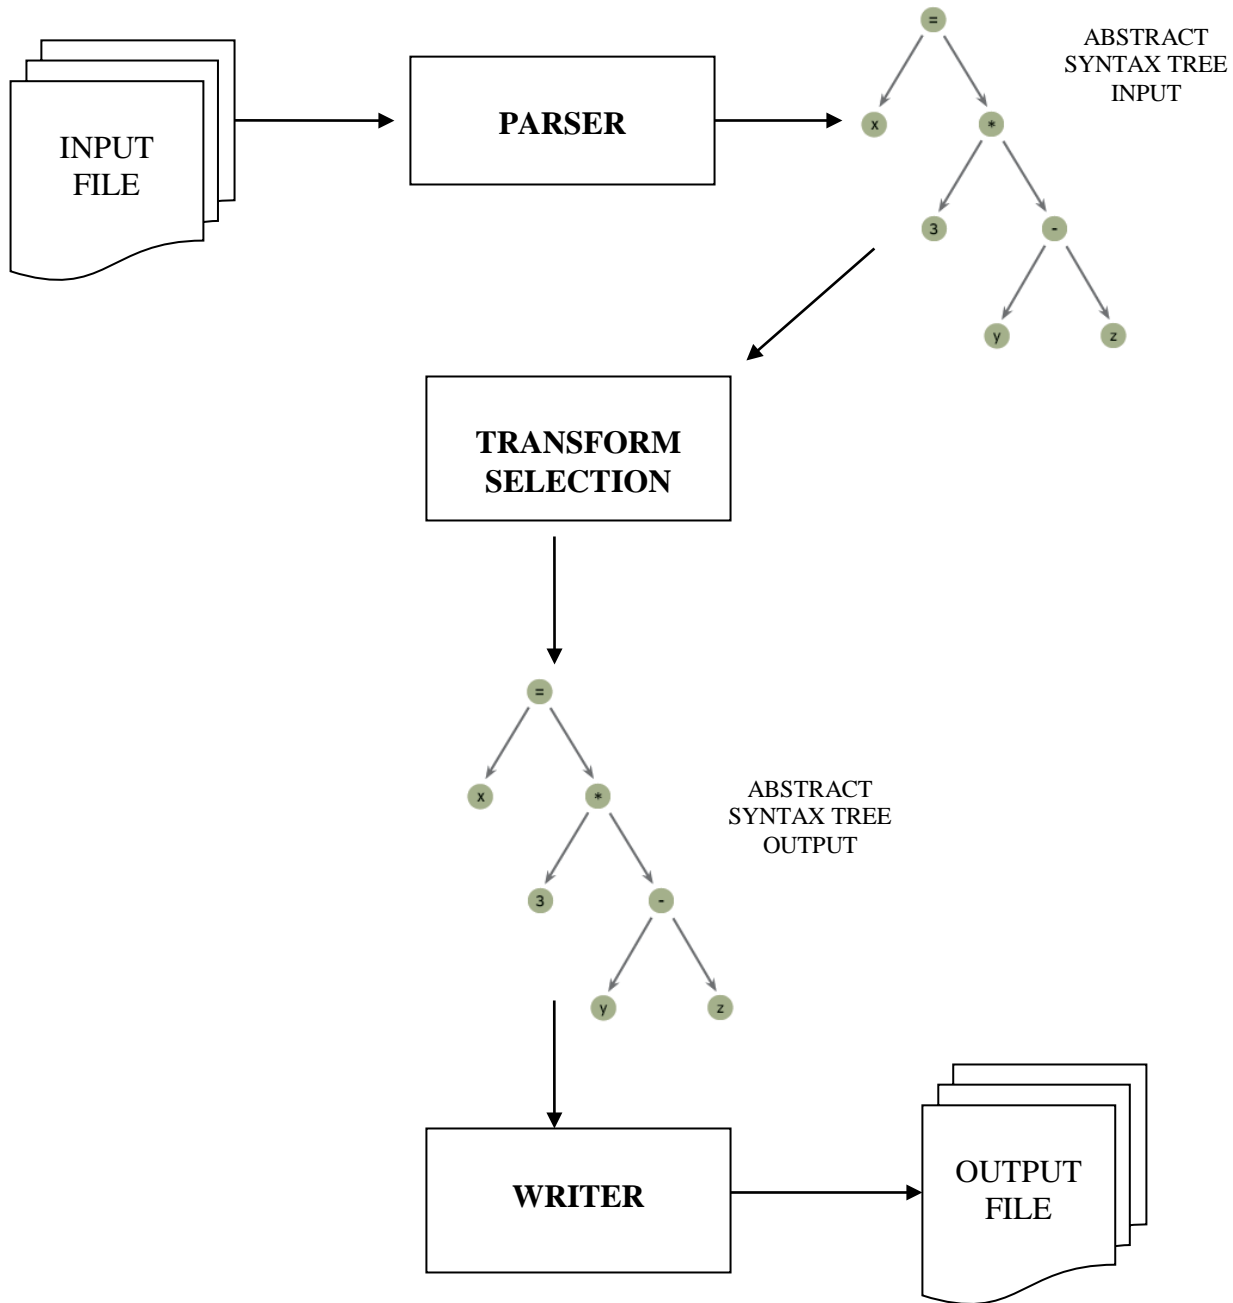 =
ABSTRACT
SYNTAX TREE
INPUT
INPUT
FILE
PARSER
x
*
3
-
y
z
TRANSFORM
SELECTION
=
x
*
ABSTRACT
SYNTAX TREE
OUTPUT
3
-
y
z
WRITER
OUTPUT
FILE